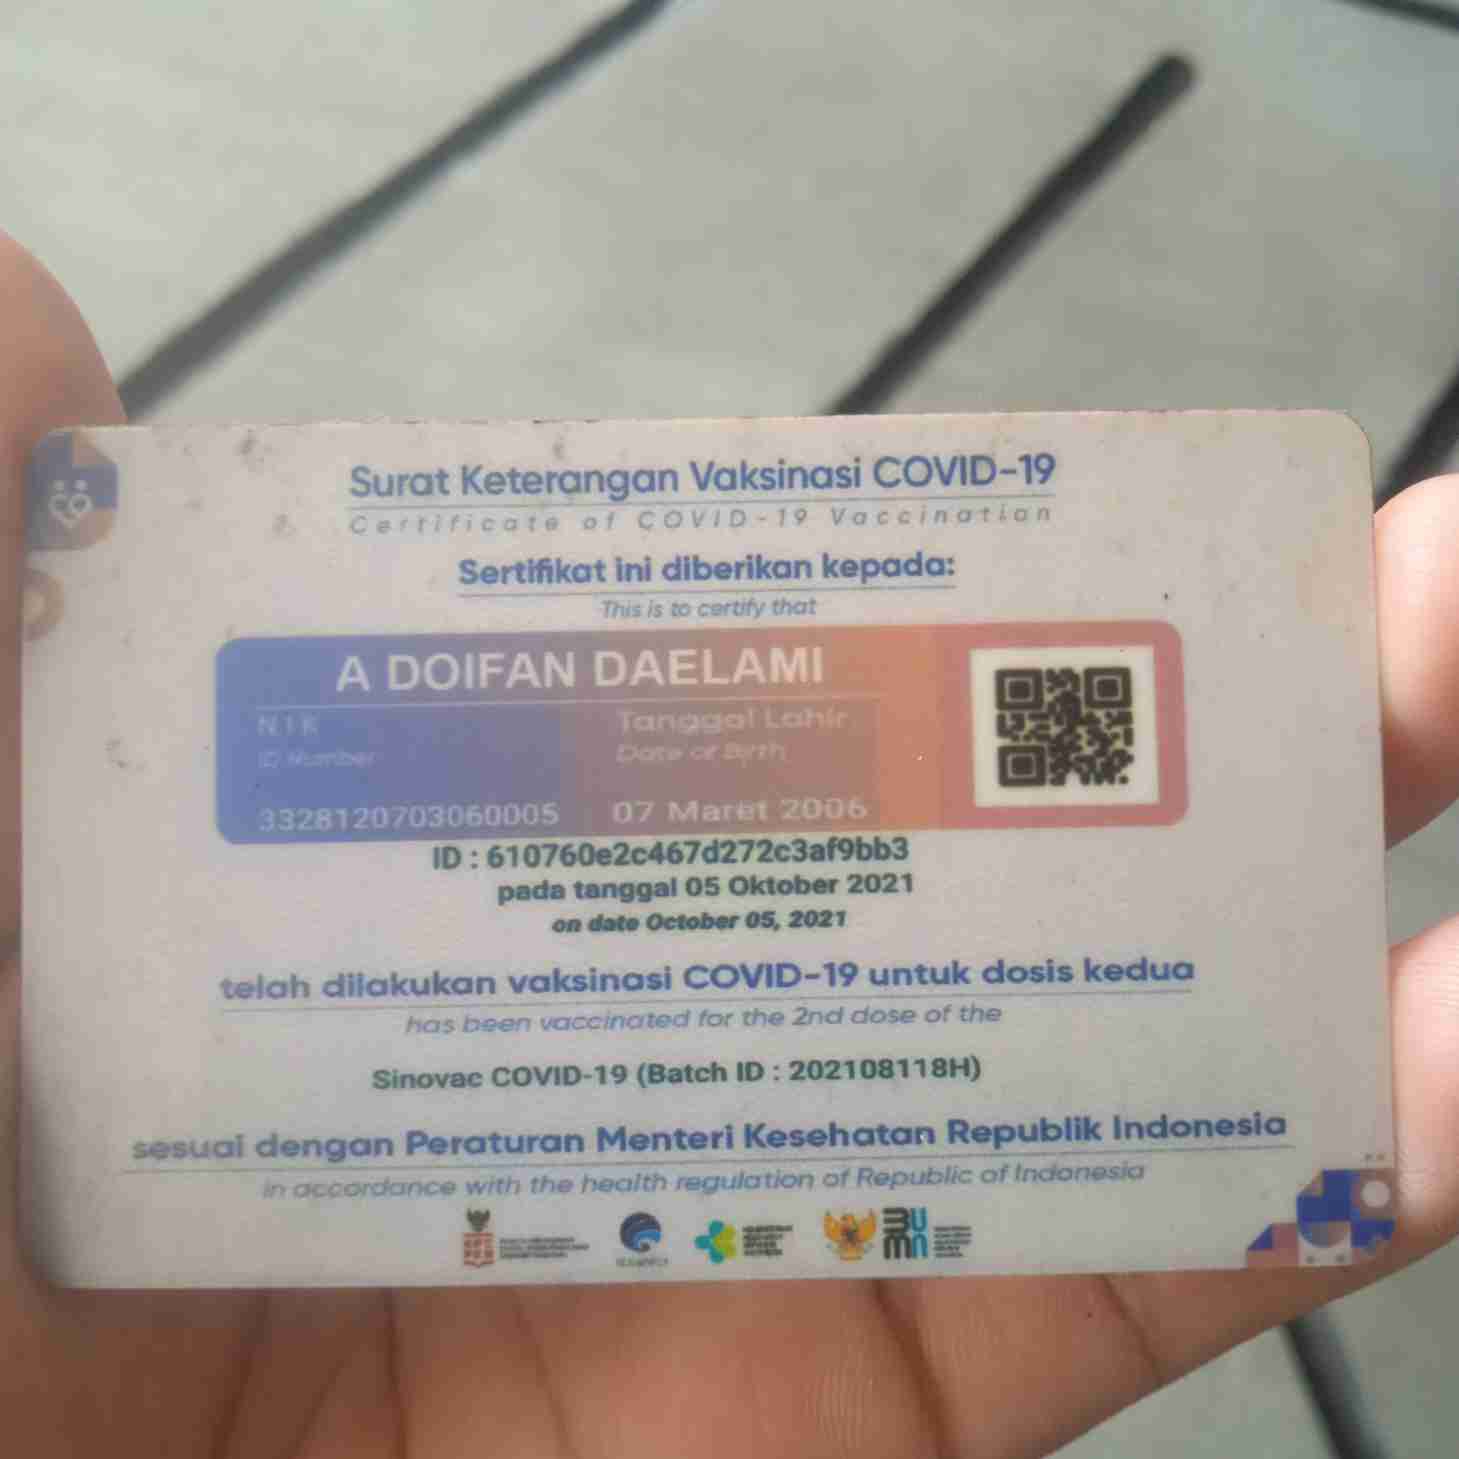 Surat Keterangan Vaksinasi COVID-19
Certificate of COVID-19 Vaccination
Sertifikat ini diberikan kepada:
This is to certify that
A DOIFAN DAELAMI
NIK Tanggal Lahir
ID Number Date of Birth
3328120703060005 07 Maret 2006
ID : 610760e2c467d272c3af9bb3
pada tanggal 05 Oktober 2021
on date October 05, 2021
telah dilakukan vaksinasi COVID-19 untuk dosis kedua
has been vaccinated for the 2nd dose of the
Sinovac COVID-19 (Batch ID : 202108118H)
sesuai dengan Peraturan Menteri Kesehatan Republik Indonesia
in accordance with the health regulation of Republic of Indonesia
BUMN